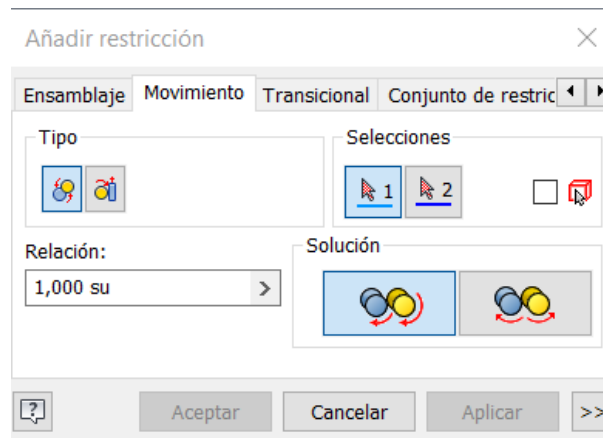 Añadir restricción
Ensamblaje Movimiento Transicional Conjunto de restric
Tipo
Selecciones
1 2
Relación:
Solución
1,000 su
?
Aceptar Cancelar Aplicar >>